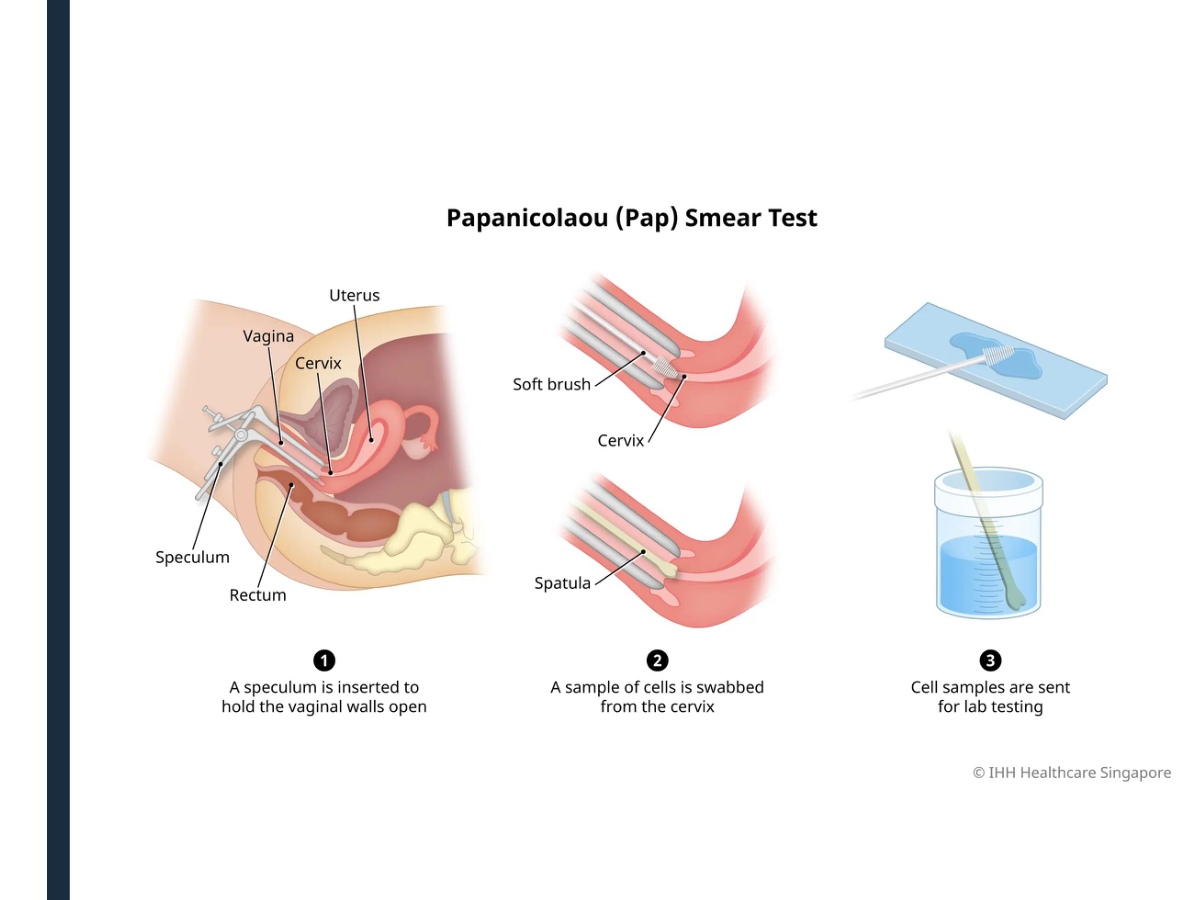 Papanicolaou (Pap) Smear Test
Uterus
Vagina
Cervix
Speculum
Rectum
Soft brush
Cervix
Spatula
1
A speculum is inserted to
hold the vaginal walls open
2
A sample of cells is swabbed
from the cervix
3
Cell samples are sent
for lab testing
© IHH Healthcare Singapore